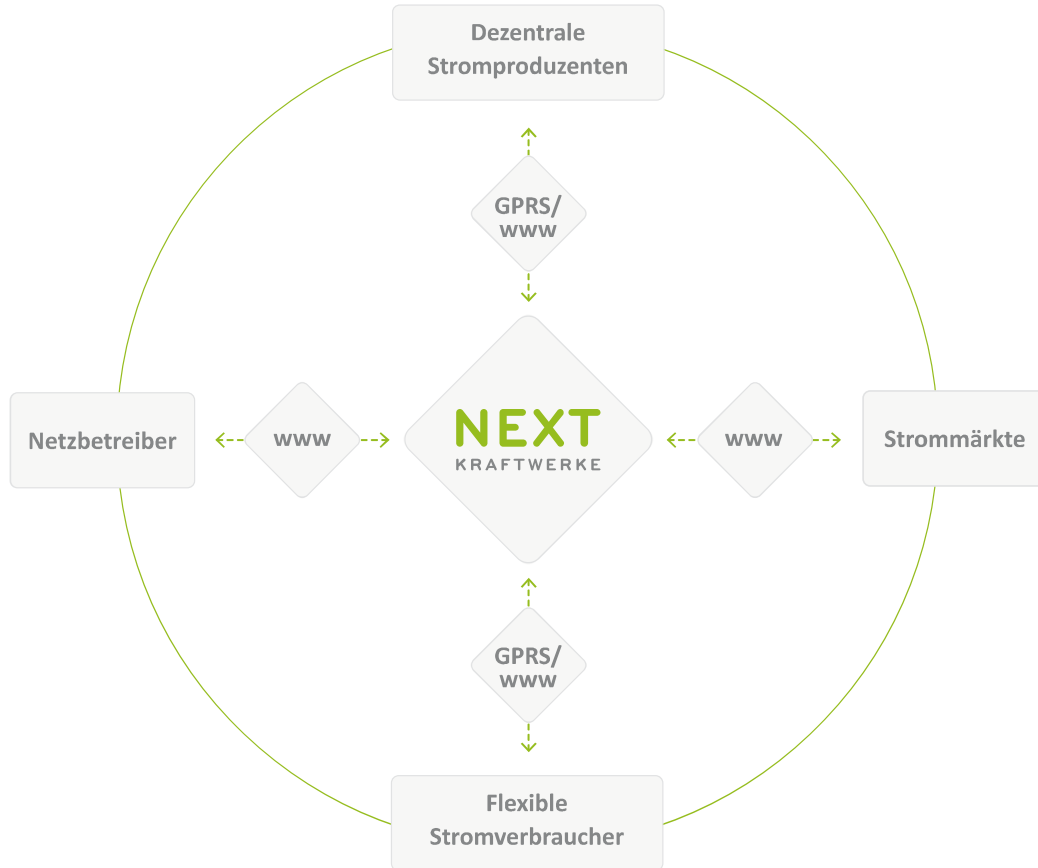 Dezentrale
Stromproduzenten
GPRS/
www
Netzbetreiber
www
NEXT
KRAFTWERKE
www
Strommärkte
GPRS/
www
Flexible
Stromverbraucher